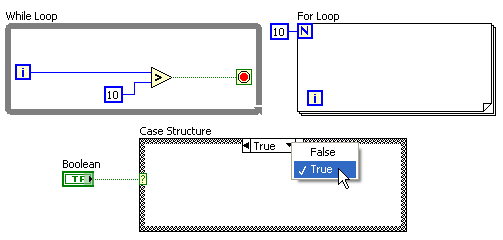 While Loop
For Loop
10
N
i
>
10
i
Case Structure
True
False
✓ True
Boolean
TF
?